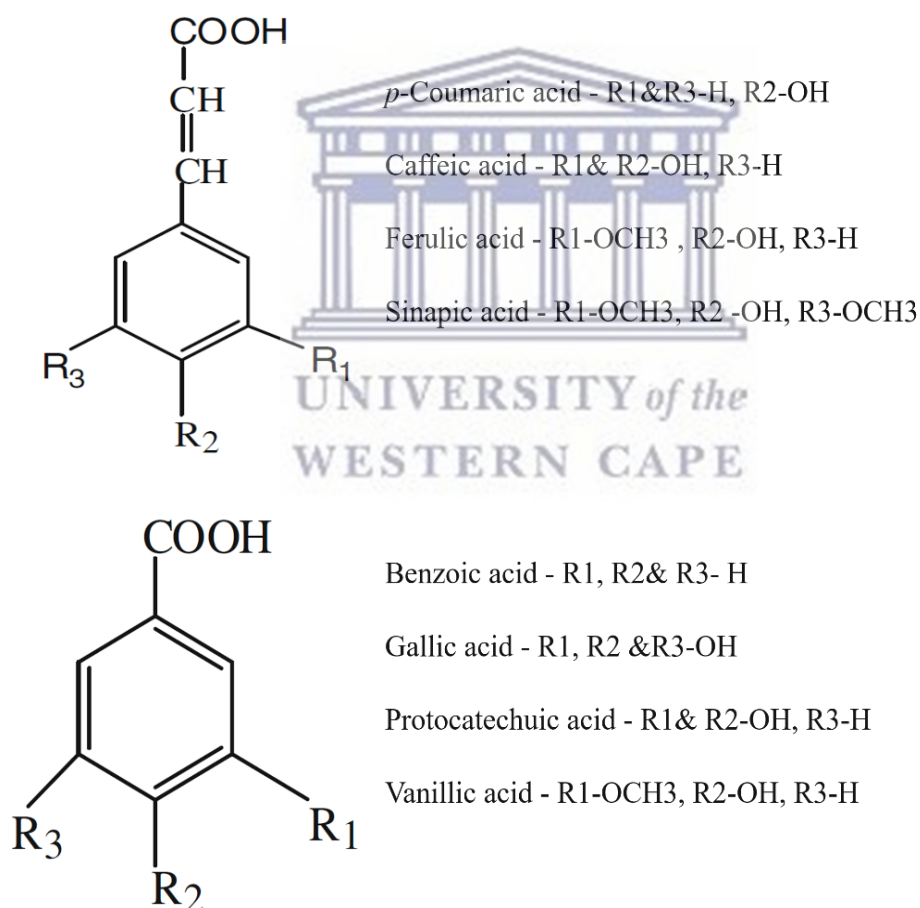 COOH
CH
CH
R3
R1
R2
p-Coumaric acid - R1&R3-H, R2-OH
Caffeic acid - R1& R2-OH, R3-H
Ferulic acid - R1-OCH3 , R2-OH, R3-H
Sinapic acid - R1-OCH3, R2 -OH, R3-OCH3
UNIVERSITY of the
WESTERN CAPE
COOH
R3
R1
R2
Benzoic acid - R1, R2& R3- H
Gallic acid - R1, R2 &R3-OH
Protocatechuic acid - R1& R2-OH, R3-H
Vanillic acid - R1-OCH3, R2-OH, R3-H